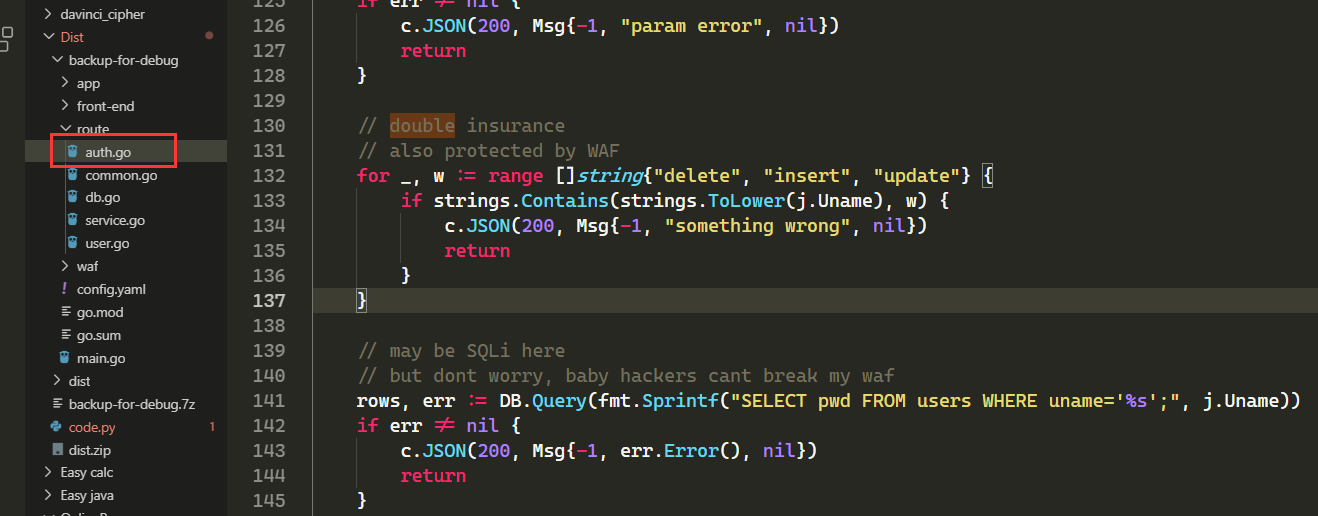 davinci_cipher
Dist
backup-for-debug
app
front-end
route
auth.go
common.go
db.go
service.go
user.go
waf
config.yaml
go.mod
go.sum
main.go
dist
backup-for-debug.7z
code.py 1
dist.zip
Easy calc
Easy java
126 c.JSON(200, Msg{-1, "param error", nil})
127 return
128 }
129
130 // double insurance
131 // also protected by WAF
132 for _, w := range []string{"delete", "insert", "update"} {
133 if strings.Contains(strings.ToLower(j.Uname), w) {
134 c.JSON(200, Msg{-1, "something wrong", nil})
135 return
136 }
137 }
138
139 // may be SQLi here
140 // but dont worry, baby hackers cant break my waf
141 rows, err := DB.Query(fmt.Sprintf("SELECT pwd FROM users WHERE uname='%s';", j.Uname))
142 if err != nil {
143 c.JSON(200, Msg{-1, err.Error(), nil})
144 return
145 }